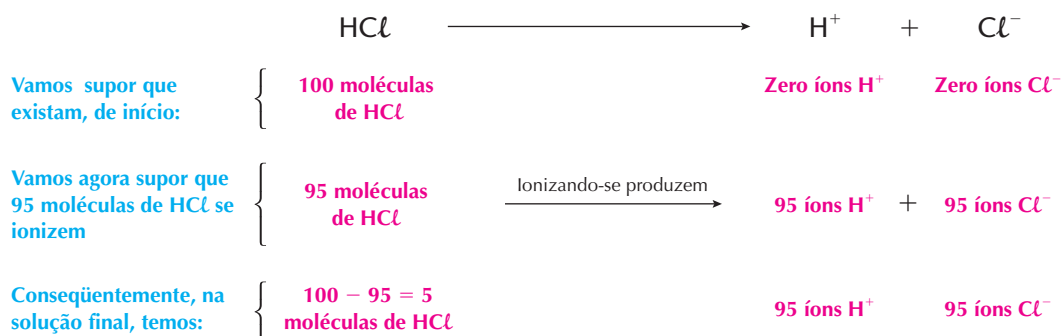 HCℓ ⟶ H⁺ + Cℓ⁻
Vamos supor que
existam, de início:
100 moléculas
de HCℓ
Zero íons H⁺ Zero íons Cℓ⁻
Vamos agora supor que
95 moléculas de HCℓ se
ionizem
95 moléculas
de HCℓ
Ionizando-se produzem
95 íons H⁺ + 95 íons Cℓ⁻
Conseqüentemente, na
solução final, temos:
100 − 95 = 5
moléculas de HCℓ
95 íons H⁺ 95 íons Cℓ⁻